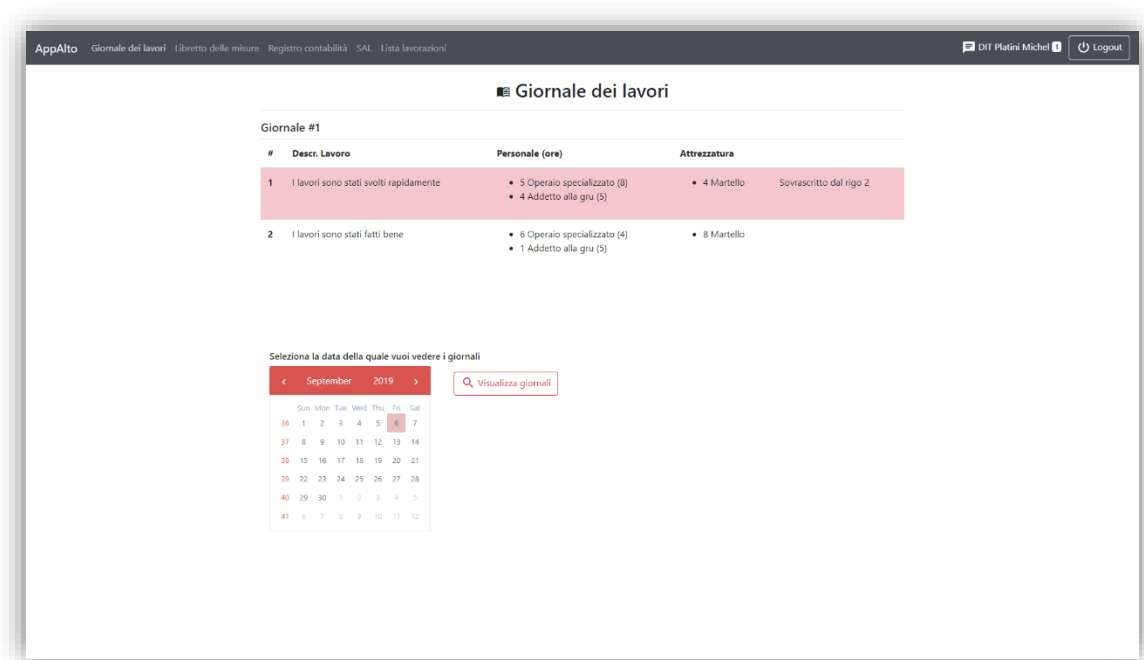 AppAlto Giornale dei lavori Libretto delle misure Registro contabilità SAL Lista lavorazioni DIT Platini Michel 1 Logout
Giornale dei lavori
Giornale #1
# Descr. Lavoro Personale (ore) Attrezzatura
1 I lavori sono stati svolti rapidamente • 5 Operaio specializzato (8) • 4 Martello Sovrascritto dal rigo 2
• 4 Addetto alla gru (5)
2 I lavori sono stati fatti bene • 6 Operaio specializzato (4) • 8 Martello
• 1 Addetto alla gru (5)
Seleziona la data della quale vuoi vedere i giornali
‹ September 2019 › Visualizza giornali
Sun Mon Tue Wed Thu Fri Sat
36 1 2 3 4 5 6 7
37 8 9 10 11 12 13 14
38 15 16 17 18 19 20 21
39 22 23 24 25 26 27 28
40 29 30 1 2 3 4 5
41 6 7 8 9 10 11 12